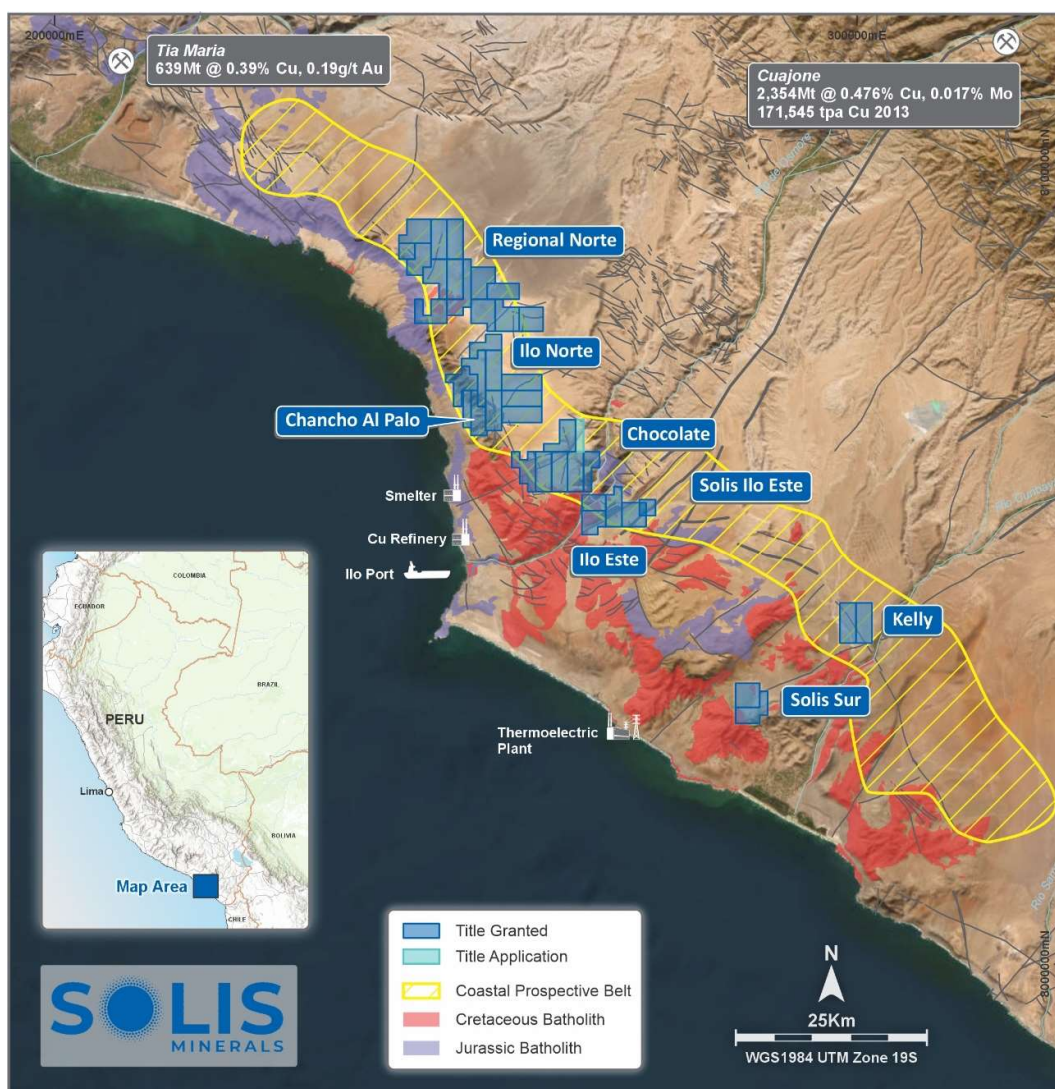 200000mE
300000mE
Tia Maria
639Mt @ 0.39% Cu, 0.19g/t Au
Cuajone
2,354Mt @ 0.476% Cu, 0.017% Mo
171,545 tpa Cu 2013
8100000mN
Regional Norte
Ilo Norte
Chancho Al Palo
Chocolate
Smelter
Solis Ilo Este
Cu Refinery
Ilo Este
Ilo Port
Kelly
Solis Sur
Thermoelectric
Plant
COLOMBIA
ECUADOR
BRAZIL
PERU
Lima
BOLIVIA
Map Area
CHILE
Title Granted
Title Application
Coastal Prospective Belt
Cretaceous Batholith
Jurassic Batholith
N
25Km
WGS1984 UTM Zone 19S
8000000mN
SOLIS
MINERALS